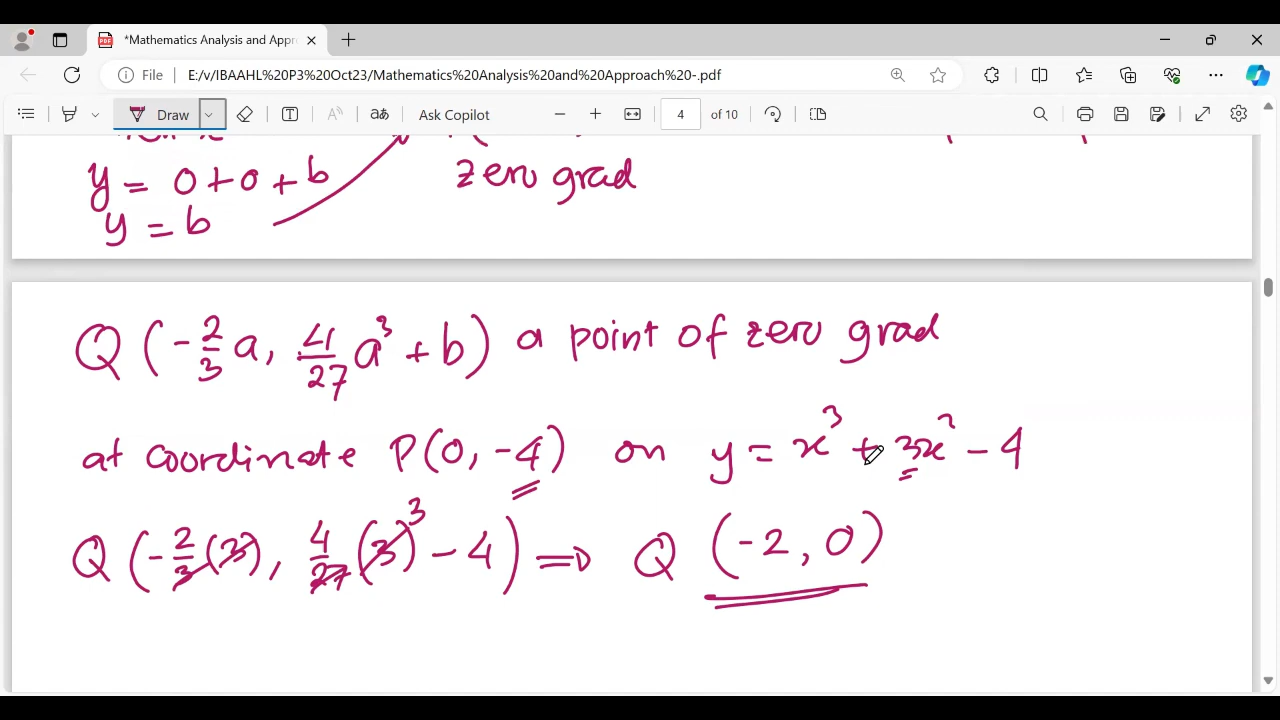 *Mathematics Analysis and Appr
File E:/v/IBAAHL%20P3%20Oct23/Mathematics%20Analysis%20and%20Approach%20-.pdf
Draw aあ Ask Copilot 4 of 10
y = 0 + 0 + b zero grad
y = b
Q (-2/3 a, 4/27 a³ + b) a point of zero grad
at coordinate P(0, -4) on y = x³ + 3x² - 4
Q (-2/3 (3), 4/27 (3)³ - 4) ⇒ Q (-2, 0)